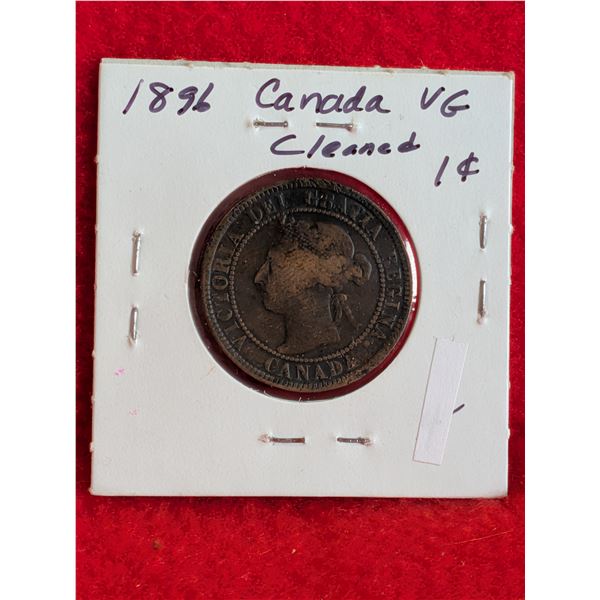 1896 Canada VG
Cleaned
1¢
VICTORIA DEI GRATIA REGINA.
CANADA